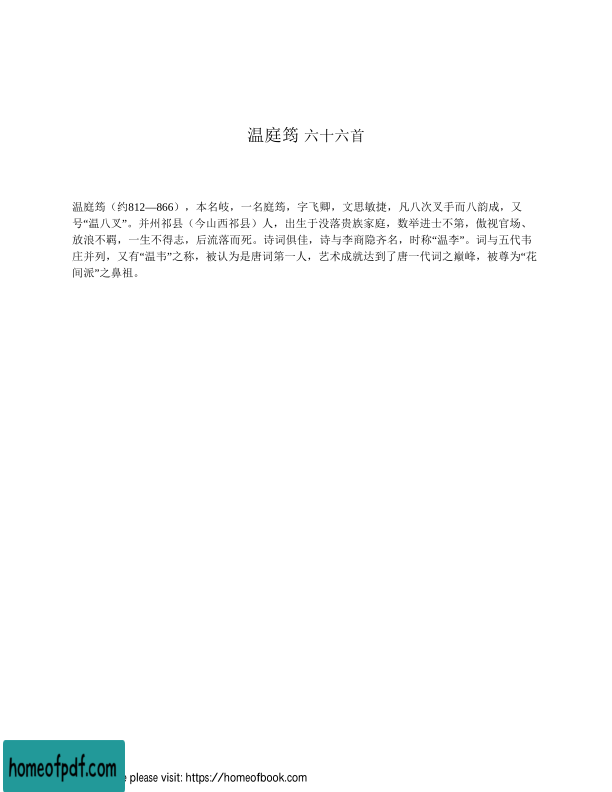 温庭筠 六十六首
温庭筠（约812—866），本名岐，一名庭筠，字飞卿，文思敏捷，凡八次叉手而八韵成，又
号“温八叉”。并州祁县（今山西祁县）人，出生于没落贵族家庭，数举进士不第，傲视官场、
放浪不羁，一生不得志，后流落而死。诗词俱佳，诗与李商隐齐名，时称“温李”。词与五代韦
庄并列，又有“温韦”之称，被认为是唐词第一人，艺术成就达到了唐一代词之巅峰，被尊为“花
间派”之鼻祖。
homeofpdf.com
please visit: https://homeofbook.com